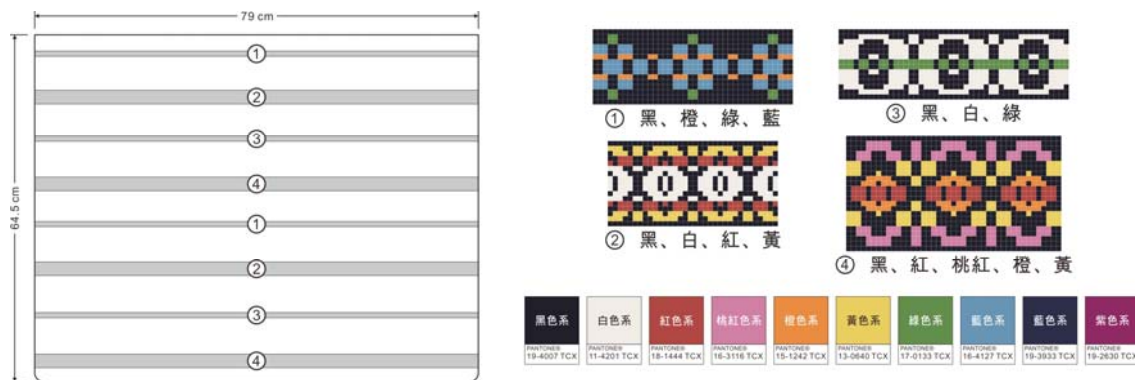 79 cm
64.5 cm
①
②
③
④
①
②
③
④
① 黑、橙、綠、藍
② 黑、白、紅、黃
③ 黑、白、綠
④ 黑、紅、桃紅、橙、黃
黑色系
PANTONE®
19-4007 TCX
白色系
PANTONE®
11-4201 TCX
紅色系
PANTONE®
18-1444 TCX
桃紅色系
PANTONE®
16-3116 TCX
橙色系
PANTONE®
15-1242 TCX
黃色系
PANTONE®
13-0640 TCX
綠色系
PANTONE®
17-0133 TCX
藍色系
PANTONE®
16-4127 TCX
藍色系
PANTONE®
19-3933 TCX
紫色系
PANTONE®
19-2630 TCX